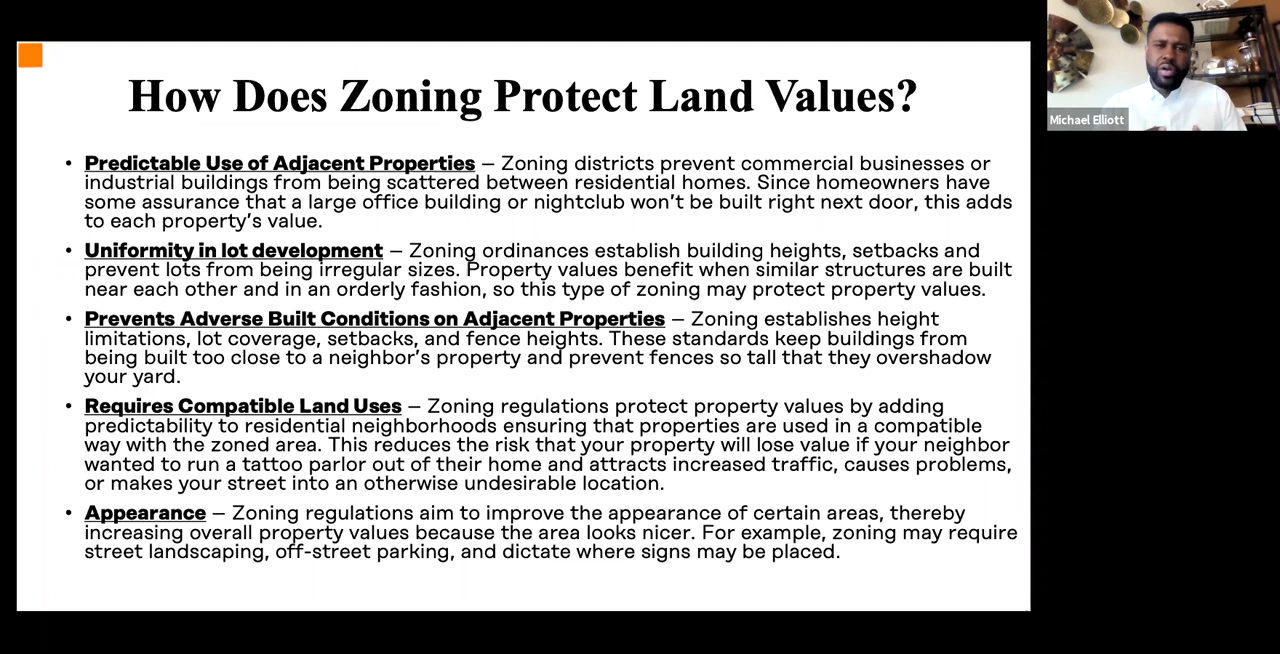 How Does Zoning Protect Land Values?
• Predictable Use of Adjacent Properties – Zoning districts prevent commercial businesses or
industrial buildings from being scattered between residential homes. Since homeowners have
some assurance that a large office building or nightclub won't be built right next door, this adds
to each property's value.
• Uniformity in lot development – Zoning ordinances establish building heights, setbacks and
prevent lots from being irregular sizes. Property values benefit when similar structures are built
near each other and in an orderly fashion, so this type of zoning may protect property values.
• Prevents Adverse Built Conditions on Adjacent Properties – Zoning establishes height
limitations, lot coverage, setbacks, and fence heights. These standards keep buildings from
being built too close to a neighbor's property and prevent fences so tall that they overshadow
your yard.
• Requires Compatible Land Uses – Zoning regulations protect property values by adding
predictability to residential neighborhoods ensuring that properties are used in a compatible
way with the zoned area. This reduces the risk that your property will lose value if your neighbor
wanted to run a tattoo parlor out of their home and attracts increased traffic, causes problems,
or makes your street into an otherwise undesirable location.
• Appearance – Zoning regulations aim to improve the appearance of certain areas, thereby
increasing overall property values because the area looks nicer. For example, zoning may require
street landscaping, off-street parking, and dictate where signs may be placed.
Michael Elliott